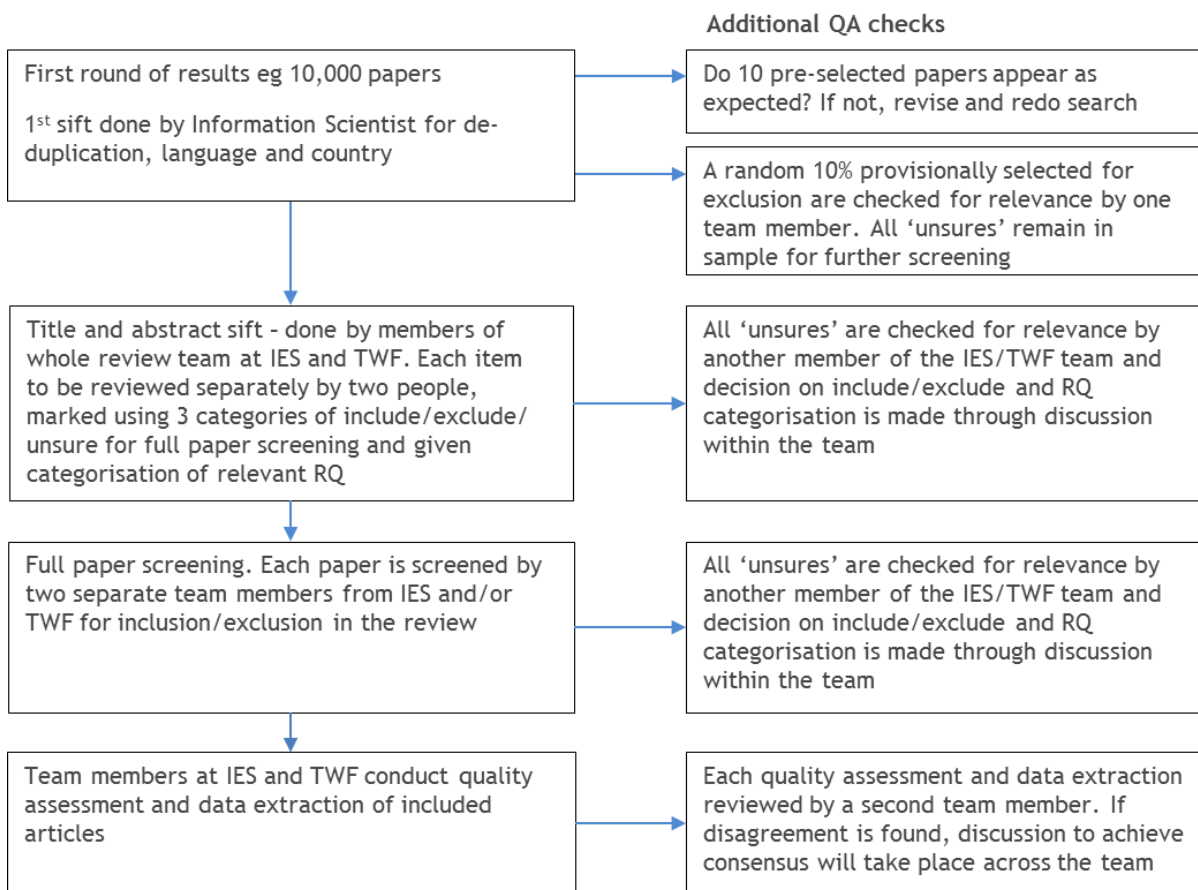 Additional QA checks
First round of results eg 10,000 papers
1st sift done by Information Scientist for de-
duplication, language and country
Do 10 pre-selected papers appear as
expected? If not, revise and redo search
A random 10% provisionally selected for
exclusion are checked for relevance by one
team member. All ‘unsures’ remain in
sample for further screening
Title and abstract sift – done by members of
whole review team at IES and TWF. Each item
to be reviewed separately by two people,
marked using 3 categories of include/exclude/
unsure for full paper screening and given
categorisation of relevant RQ
All ‘unsures’ are checked for relevance by
another member of the IES/TWF team and
decision on include/exclude and RQ
categorisation is made through discussion
within the team
Full paper screening. Each paper is screened by
two separate team members from IES and/or
TWF for inclusion/exclusion in the review
All ‘unsures’ are checked for relevance by
another member of the IES/TWF team and
decision on include/exclude and RQ
categorisation is made through discussion
within the team
Team members at IES and TWF conduct quality
assessment and data extraction of included
articles
Each quality assessment and data extraction
reviewed by a second team member. If
disagreement is found, discussion to achieve
consensus will take place across the team